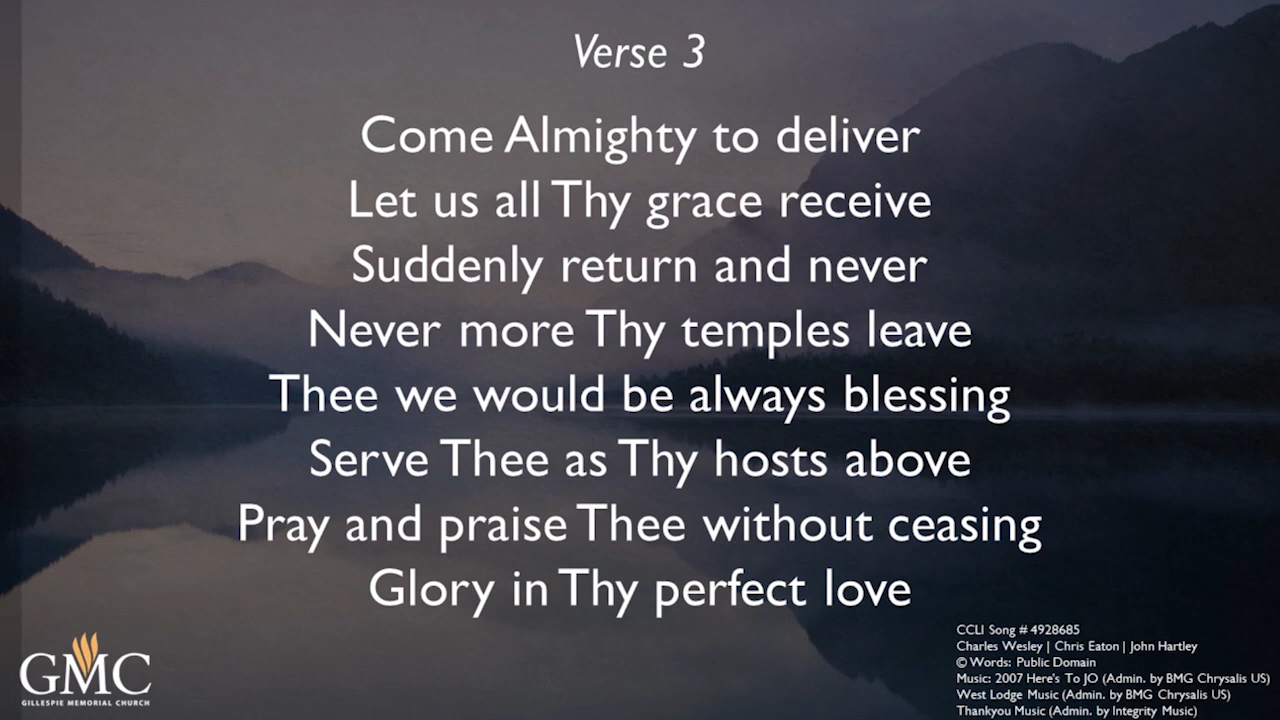 Verse 3
Come Almighty to deliver
Let us all Thy grace receive
Suddenly return and never
Never more Thy temples leave
Thee we would be always blessing
Serve Thee as Thy hosts above
Pray and praise Thee without ceasing
Glory in Thy perfect love
CCLI Song # 4928685
Charles Wesley | Chris Eaton | John Hartley
© Words: Public Domain
Music: 2007 Here's To JO (Admin. by BMG Chrysalis US)
West Lodge Music (Admin. by BMG Chrysalis US)
Thankyou Music (Admin. by Integrity Music)
GMC
GILLESPIE MEMORIAL CHURCH